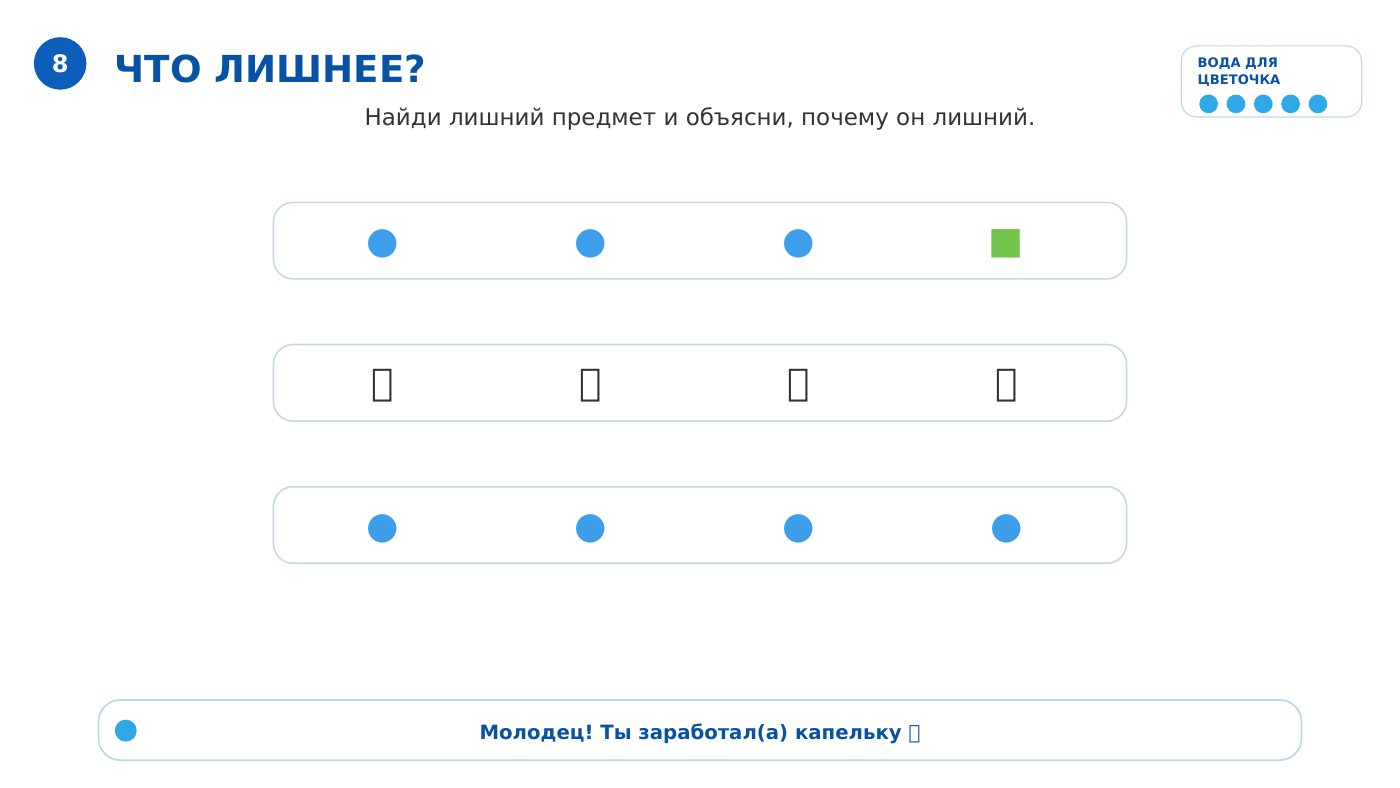 8
ЧТО ЛИШНЕЕ?
ВОДА ДЛЯ
ЦВЕТОЧКА
Найди лишний предмет и объясни, почему он лишний.
Молодец! Ты заработал(а) капельку